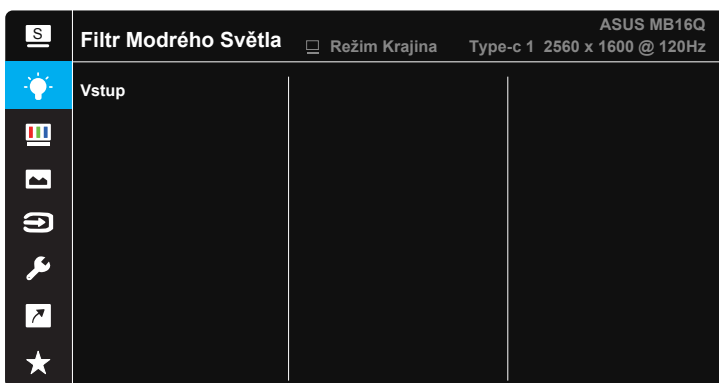 S
ASUS MB16Q
Filtr Modrého Světla
Režim Krajina Type-c 1 2560 x 1600 @ 120Hz
Vstup